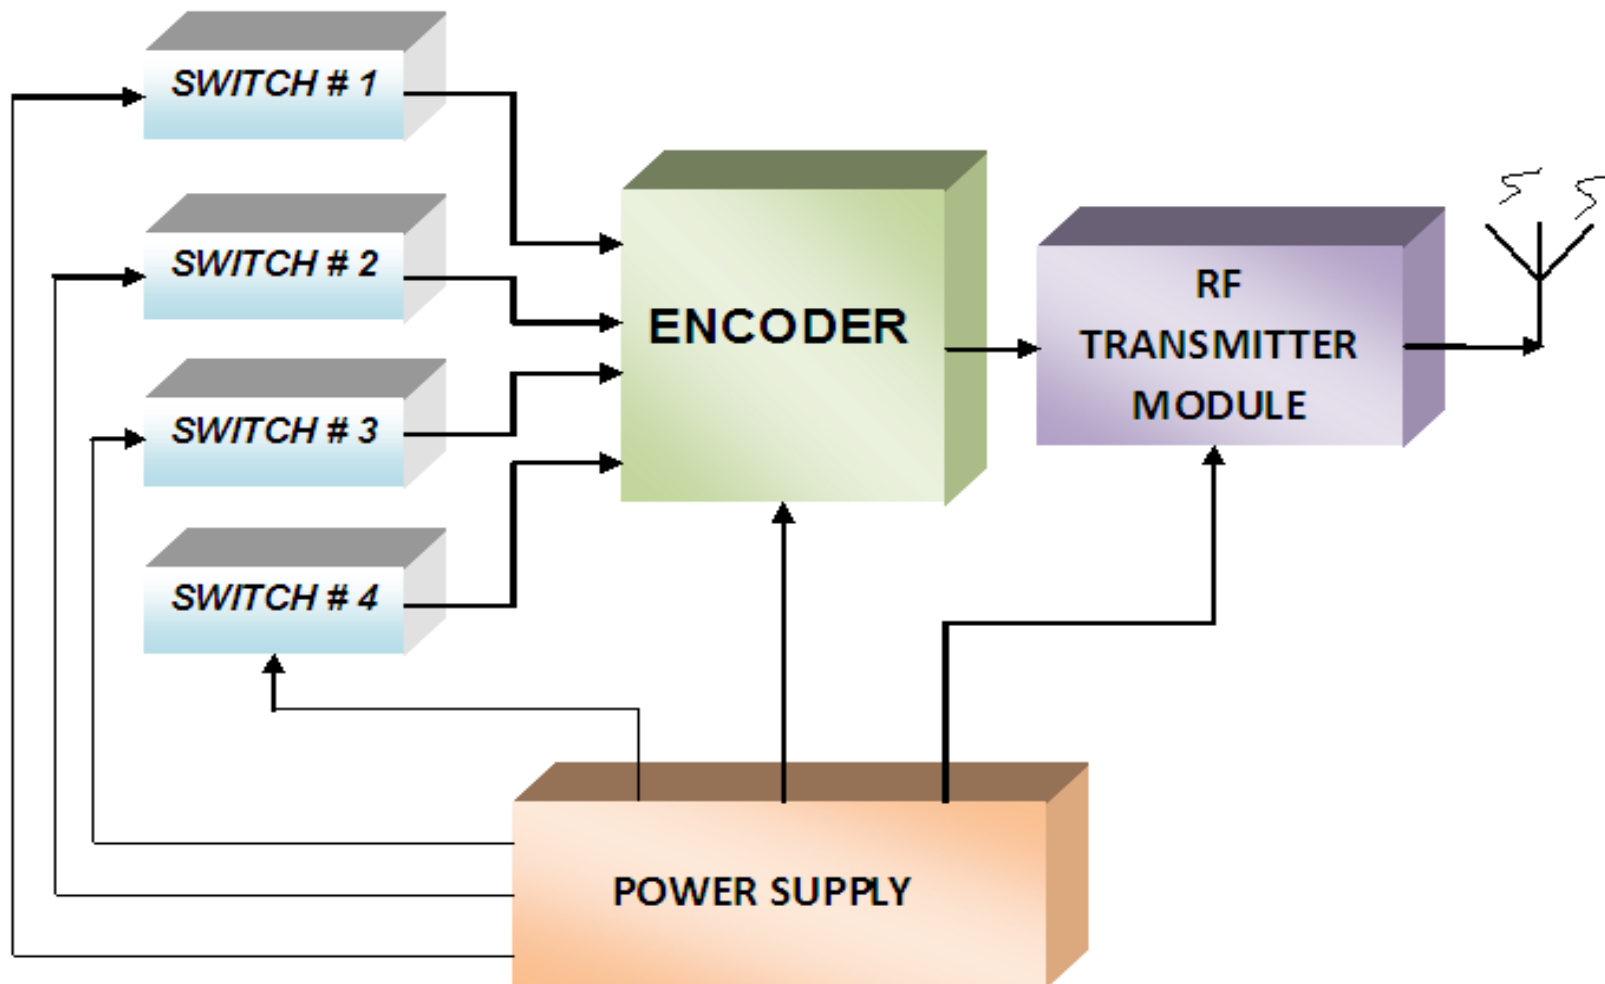 SWITCH # 1
SWITCH # 2
SWITCH # 3
SWITCH # 4
ENCODER
RF
TRANSMITTER
MODULE
POWER SUPPLY